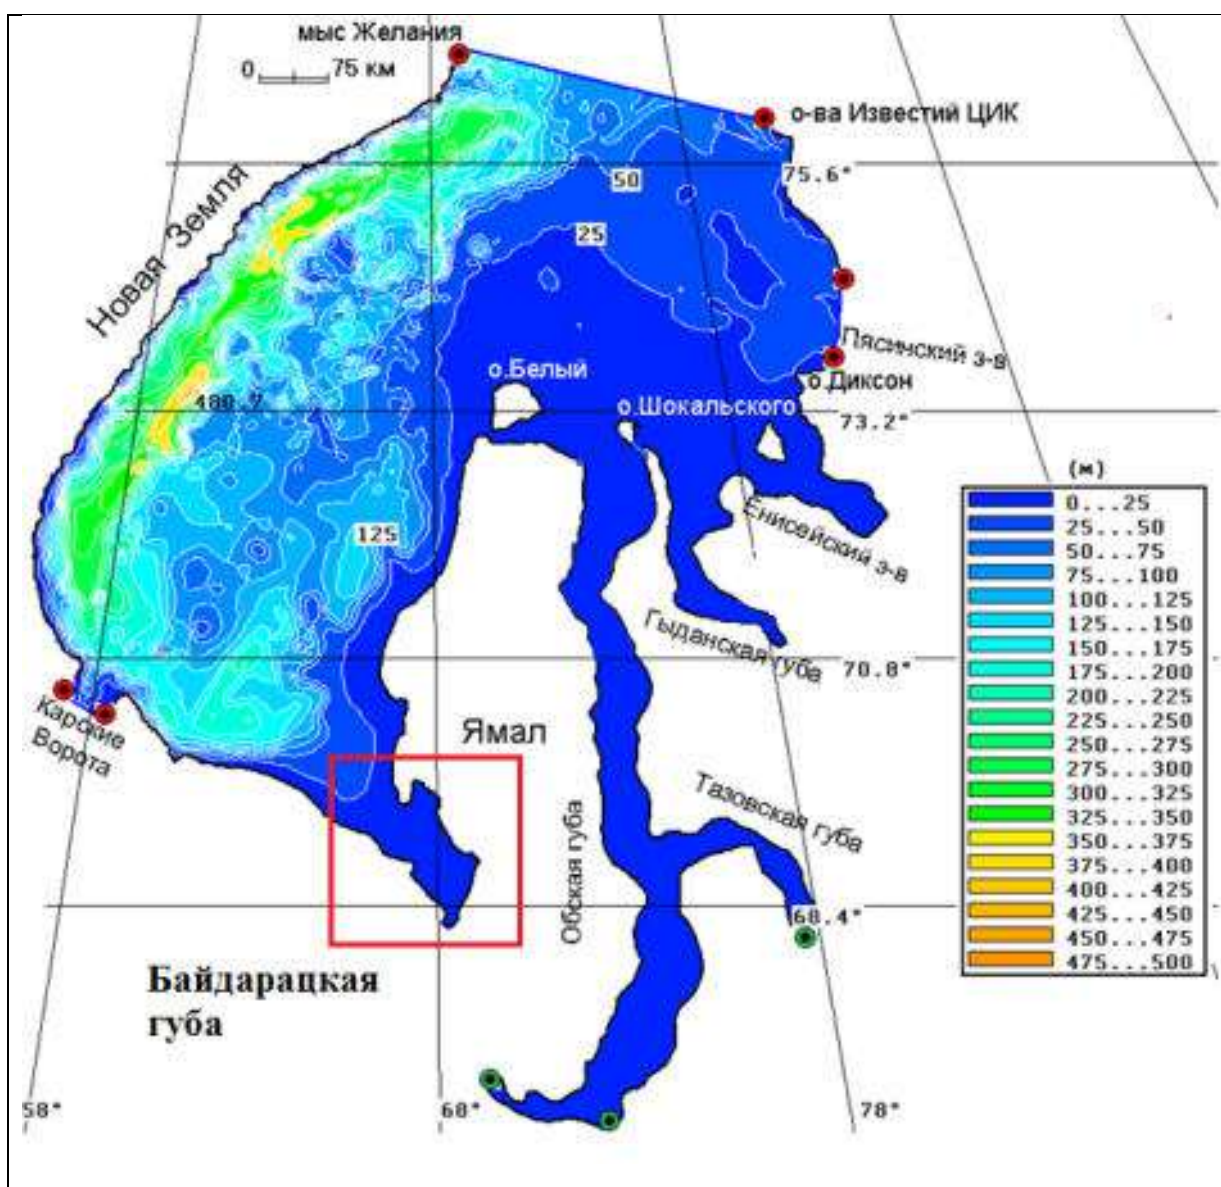 мыс Желания
0 75 км
о-ва Известий ЦИК
75.6°
50
25
Новая Земля
Пясинский з-в
о.Диксон
о.Белый
о.Шокальского
480.7
73.2°
(м)
0...25
25...50
50...75
75...100
100...125
125...150
150...175
175...200
200...225
225...250
250...275
275...300
300...325
325...350
350...375
375...400
400...425
425...450
450...475
475...500
Енисейский з-в
125
Гыданская губа
70.8°
Карские
Ворота
Ямал
Обская губа
Тазовская губа
68.4°
Байдарацкая
губа
58°
68°
78°